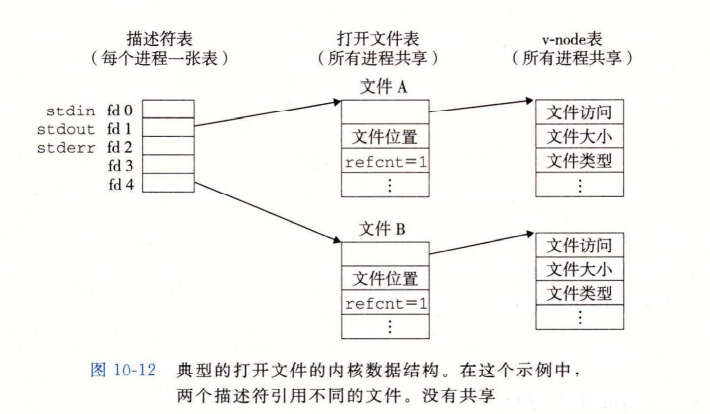 描述符表
（每个进程一张表）
打开文件表
（所有进程共享）
v-node表
（所有进程共享）
文件 A
stdin fd 0
stdout fd 1
stderr fd 2
fd 3
fd 4
文件位置
refcnt=1
⋮
文件访问
文件大小
文件类型
⋮
文件 B
文件位置
refcnt=1
⋮
文件访问
文件大小
文件类型
⋮
图 10-12 典型的打开文件的内核数据结构。在这个示例中，
两个描述符引用不同的文件。没有共享